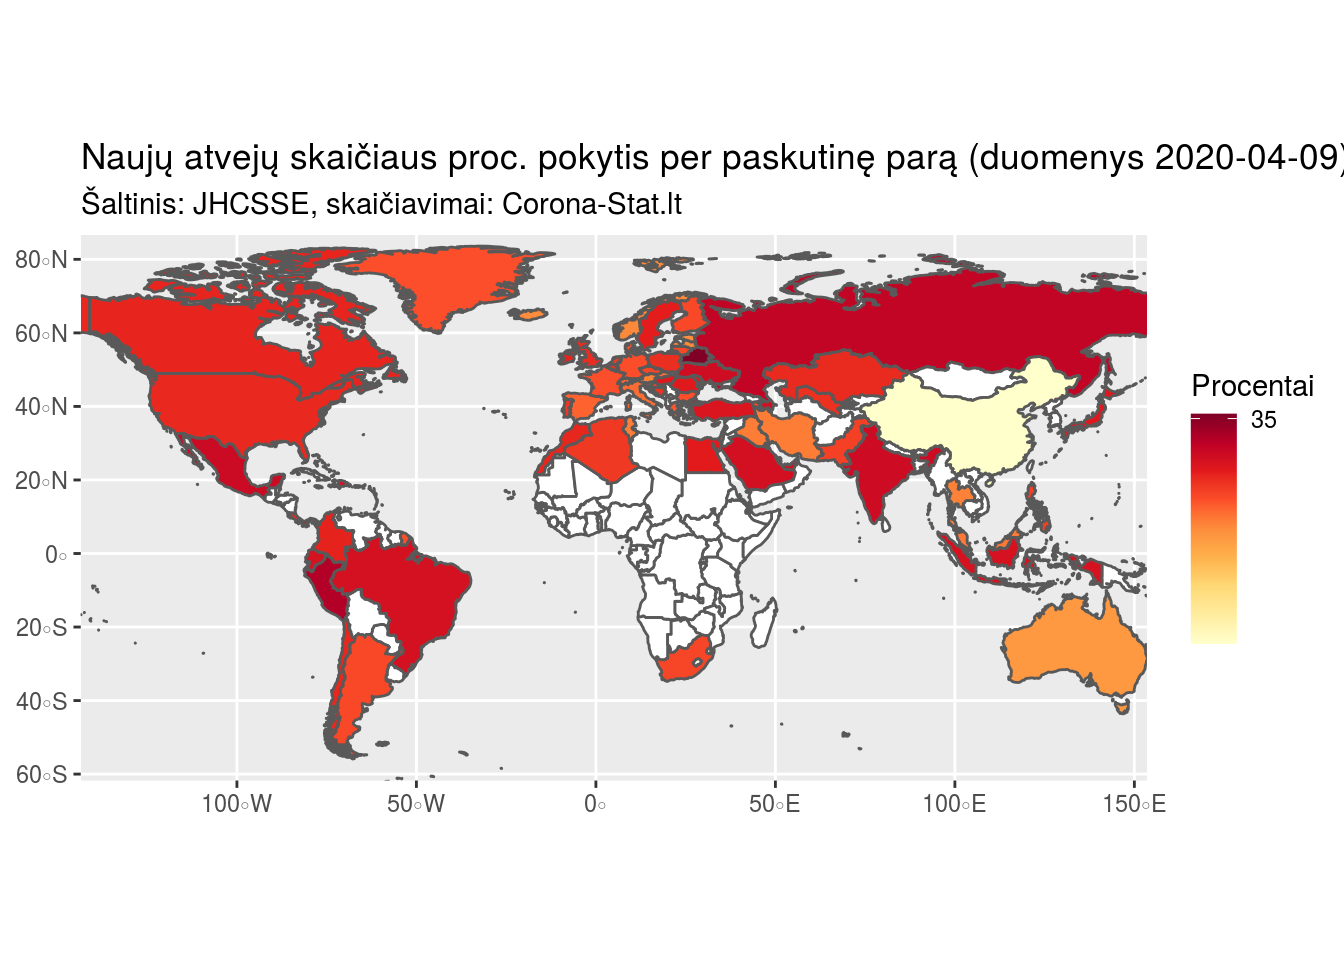 Naujų atvejų skaičiaus proc. pokytis per paskutinę parą (duomenys 2020-04-09)
Šaltinis: JHCSSE, skaičiavimai: Corona-Stat.lt
80°N
60°N
40°N
20°N
0°
20°S
40°S
60°S
100°W
50°W
0°
50°E
100°E
150°E
Procentai
35